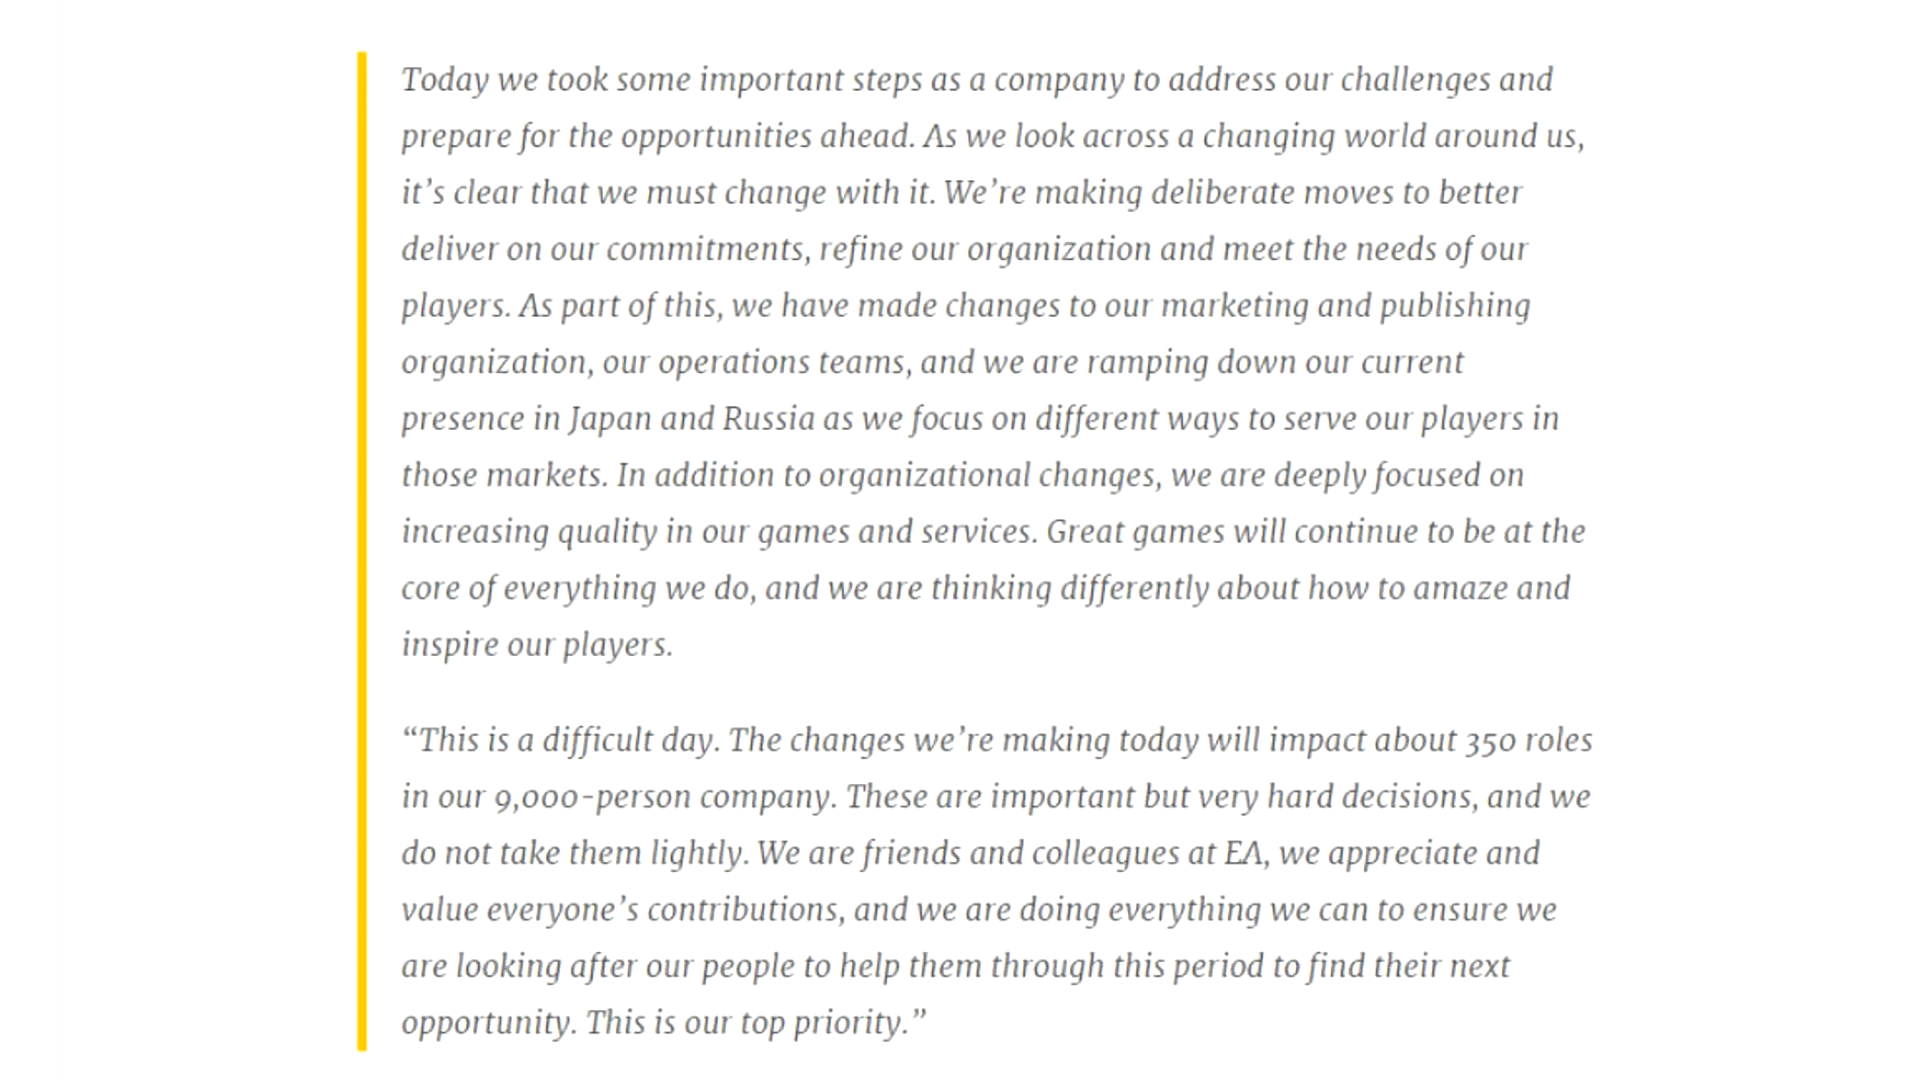 Today we took some important steps as a company to address our challenges and
prepare for the opportunities ahead. As we look across a changing world around us,
it’s clear that we must change with it. We’re making deliberate moves to better
deliver on our commitments, refine our organization and meet the needs of our
players. As part of this, we have made changes to our marketing and publishing
organization, our operations teams, and we are ramping down our current
presence in Japan and Russia as we focus on different ways to serve our players in
those markets. In addition to organizational changes, we are deeply focused on
increasing quality in our games and services. Great games will continue to be at the
core of everything we do, and we are thinking differently about how to amaze and
inspire our players.
“This is a difficult day. The changes we’re making today will impact about 350 roles
in our 9,000-person company. These are important but very hard decisions, and we
do not take them lightly. We are friends and colleagues at EA, we appreciate and
value everyone’s contributions, and we are doing everything we can to ensure we
are looking after our people to help them through this period to find their next
opportunity. This is our top priority.”